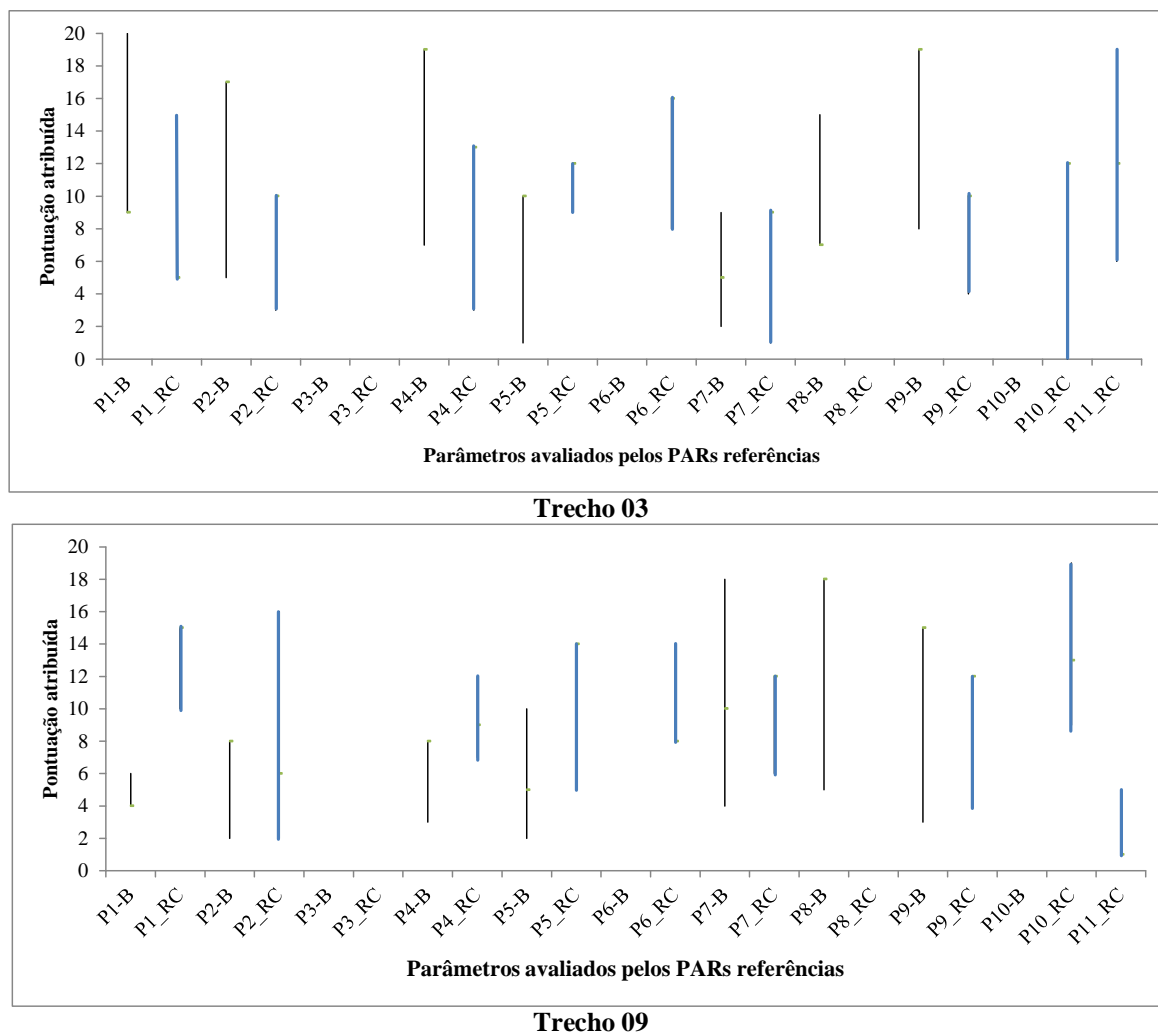 Pontuação atribuída
20
18
16
14
12
10
8
6
4
2
0
P1-B
P1_RC
P2-B
P2_RC
P3-B
P3_RC
P4-B
P4_RC
P5-B
P5_RC
P6-B
P6_RC
P7-B
P7_RC
P8-B
P8_RC
P9-B
P9_RC
P10-B
P10_RC
P11_RC
Parâmetros avaliados pelos PARs referências
Trecho 03
Pontuação atribuída
20
18
16
14
12
10
8
6
4
2
0
P1-B
P1_RC
P2-B
P2_RC
P3-B
P3_RC
P4-B
P4_RC
P5-B
P5_RC
P6-B
P6_RC
P7-B
P7_RC
P8-B
P8_RC
P9-B
P9_RC
P10-B
P10_RC
P11_RC
Parâmetros avaliados pelos PARs referências
Trecho 09